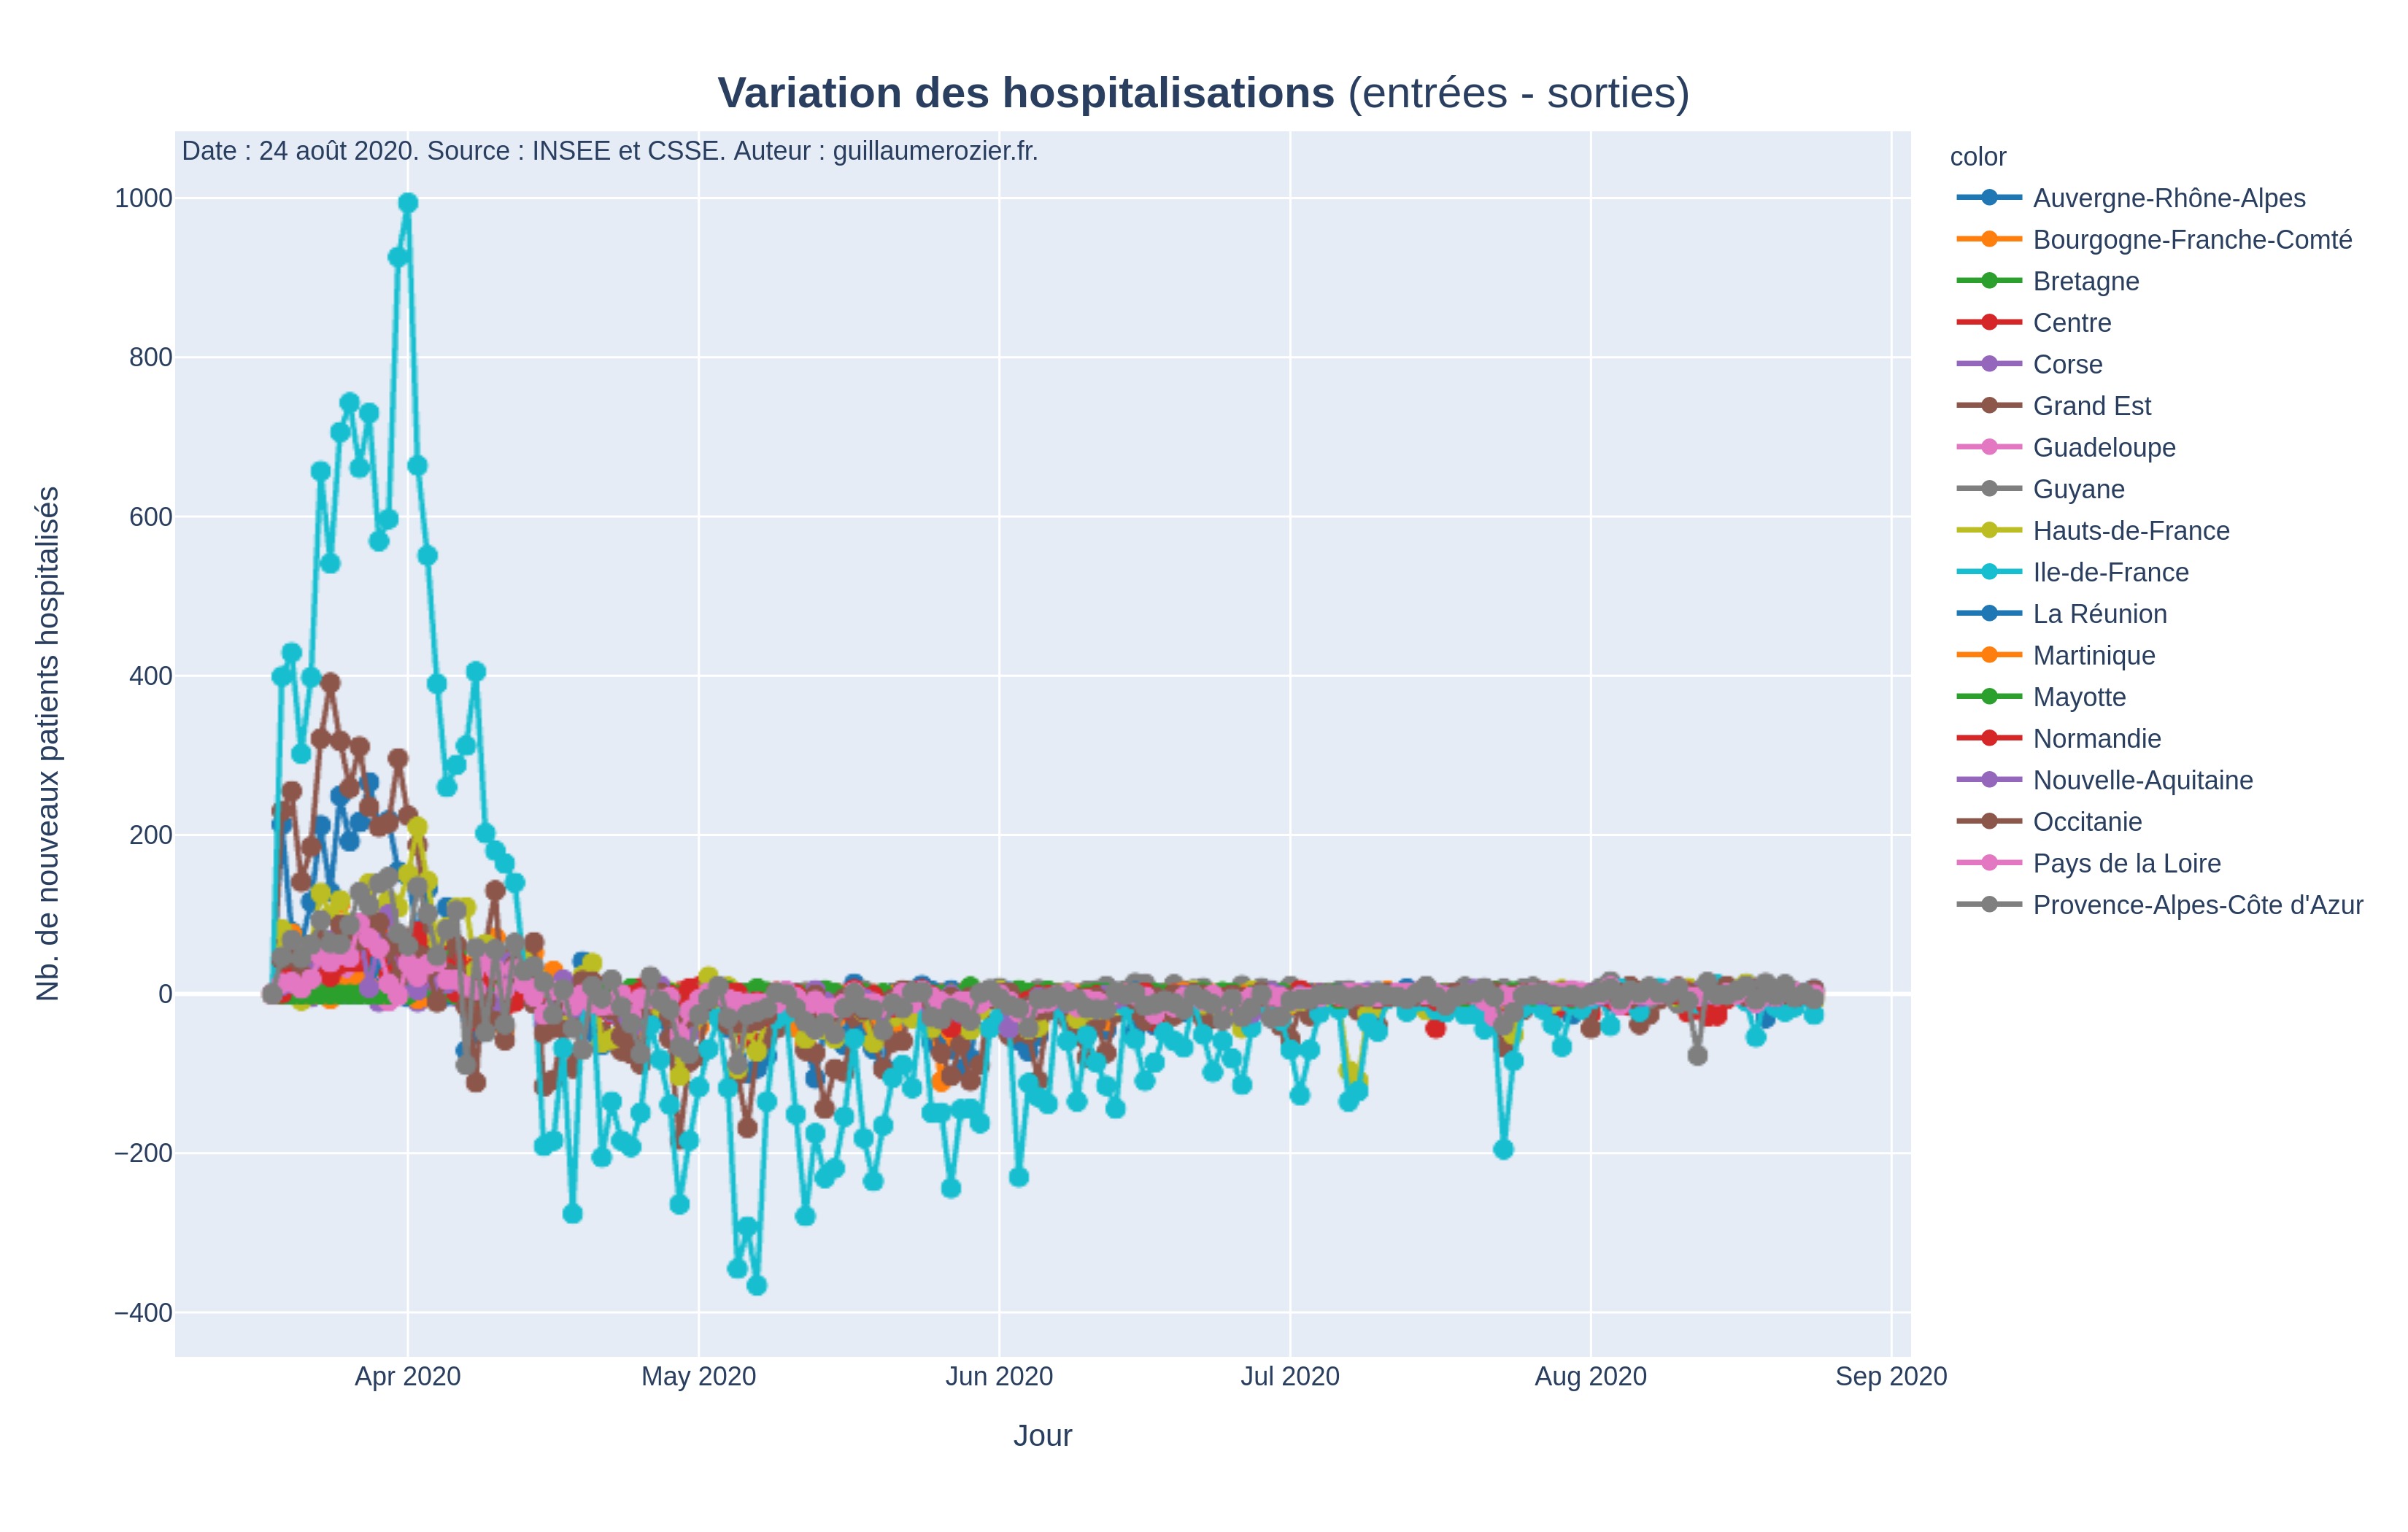 Variation des hospitalisations (entrées - sorties)
Date : 24 août 2020. Source : INSEE et CSSE. Auteur : guillaumerozier.fr.
Nb. de nouveaux patients hospitalisés
1000
800
600
400
200
0
−200
−400
Apr 2020
May 2020
Jun 2020
Jul 2020
Aug 2020
Sep 2020
Jour
color
Auvergne-Rhône-Alpes
Bourgogne-Franche-Comté
Bretagne
Centre
Corse
Grand Est
Guadeloupe
Guyane
Hauts-de-France
Ile-de-France
La Réunion
Martinique
Mayotte
Normandie
Nouvelle-Aquitaine
Occitanie
Pays de la Loire
Provence-Alpes-Côte d'Azur